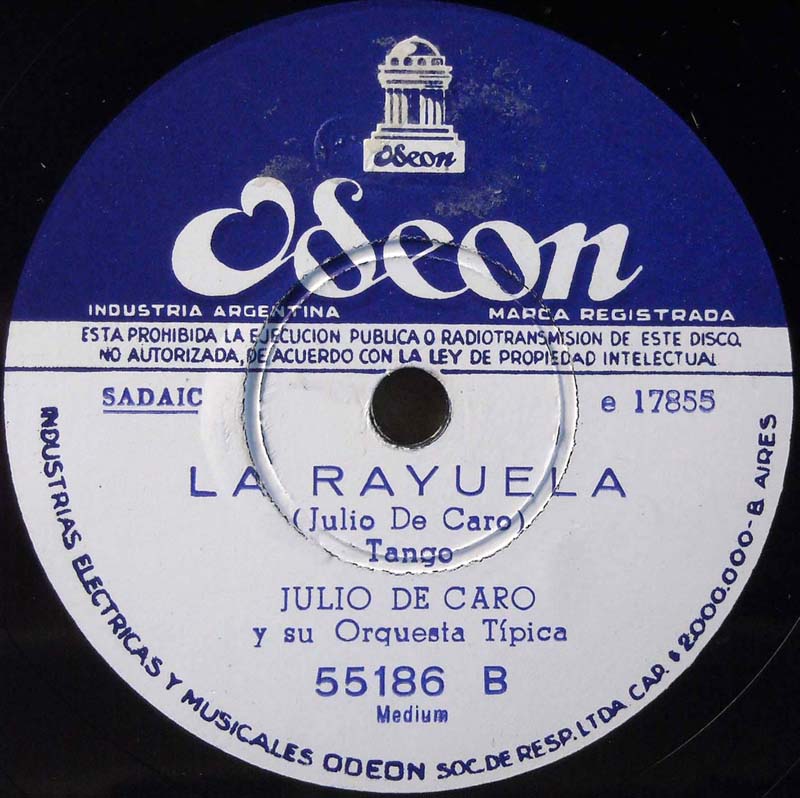 Odeon
Odeon
INDUSTRIA ARGENTINA
MARCA REGISTRADA
ESTA PROHIBIDA LA EJECUCION PUBLICA O RADIOTRANSMISION DE ESTE DISCO,
NO AUTORIZADA, DE ACUERDO CON LA LEY DE PROPIEDAD INTELECTUAL
SADAIC
e 17855
LA RAYUELA
(Julio De Caro)
Tango
JULIO DE CARO
y su Orquesta Típica
55186 B
Medium
INDUSTRIAS ELECTRICAS Y MUSICALES ODEON SOC. DE RESP. LTDA CAP. $ 2.000.000-B AIRES